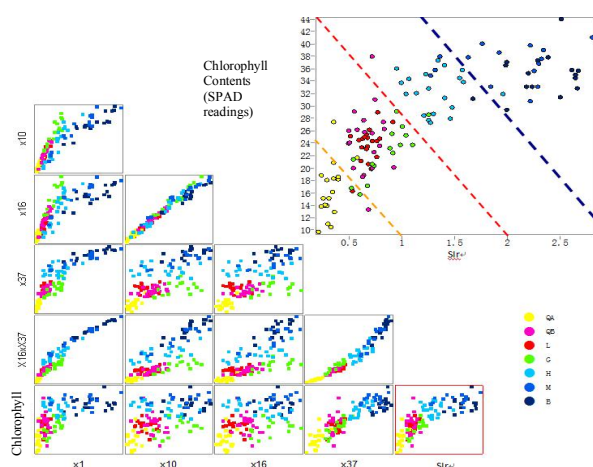 Chlorophyll
Contents
(SPAD
readings)
44
42
40
38
36
34
32
30
28
26
24
22
20
18
16
14
12
10
0.5
1
1.5
2
2.5
Slr
x10
x16
x37
X16xX37
Chlorophyll
x1
x10
x16
x37
Slr
QA
QB
L
G
H
M
B